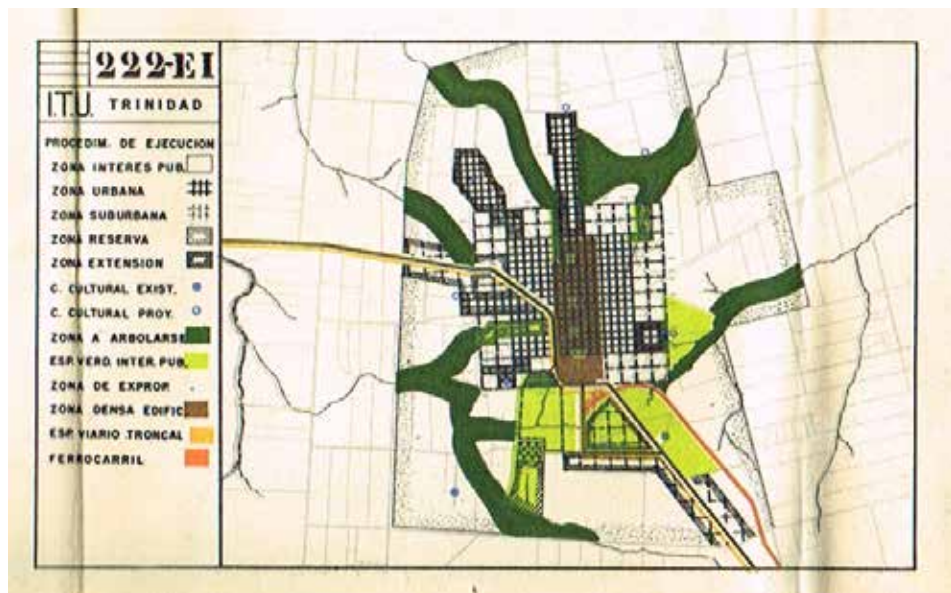 222-EI
I.T.U. TRINIDAD
PROCEDIM. DE EJECUCION
ZONA INTERES PUB.
ZONA URBANA
ZONA SUBURBANA
ZONA RESERVA
ZONA EXTENSION
C. CULTURAL EXIST.
C. CULTURAL PROY.
ZONA A ARBOLARSE
ESP. VERD. INTER. PUB.
ZONA DE EXPROP.
ZONA DENSA EDIFIC.
ESP. VIARIO TRONCAL
FERROCARRIL